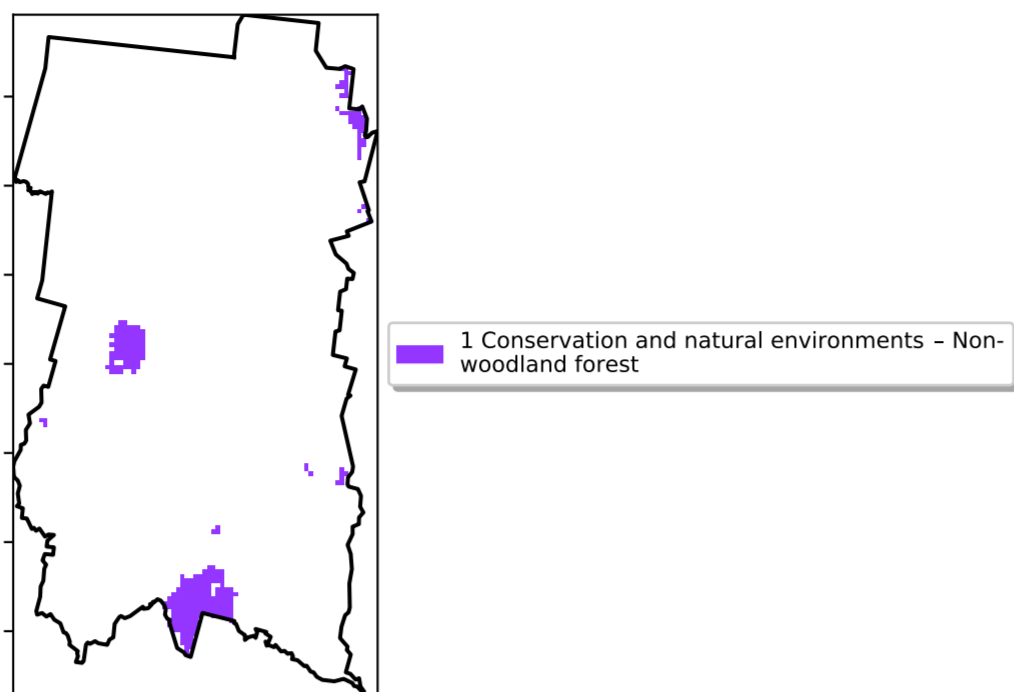 1 Conservation and natural environments – Non-
woodland forest